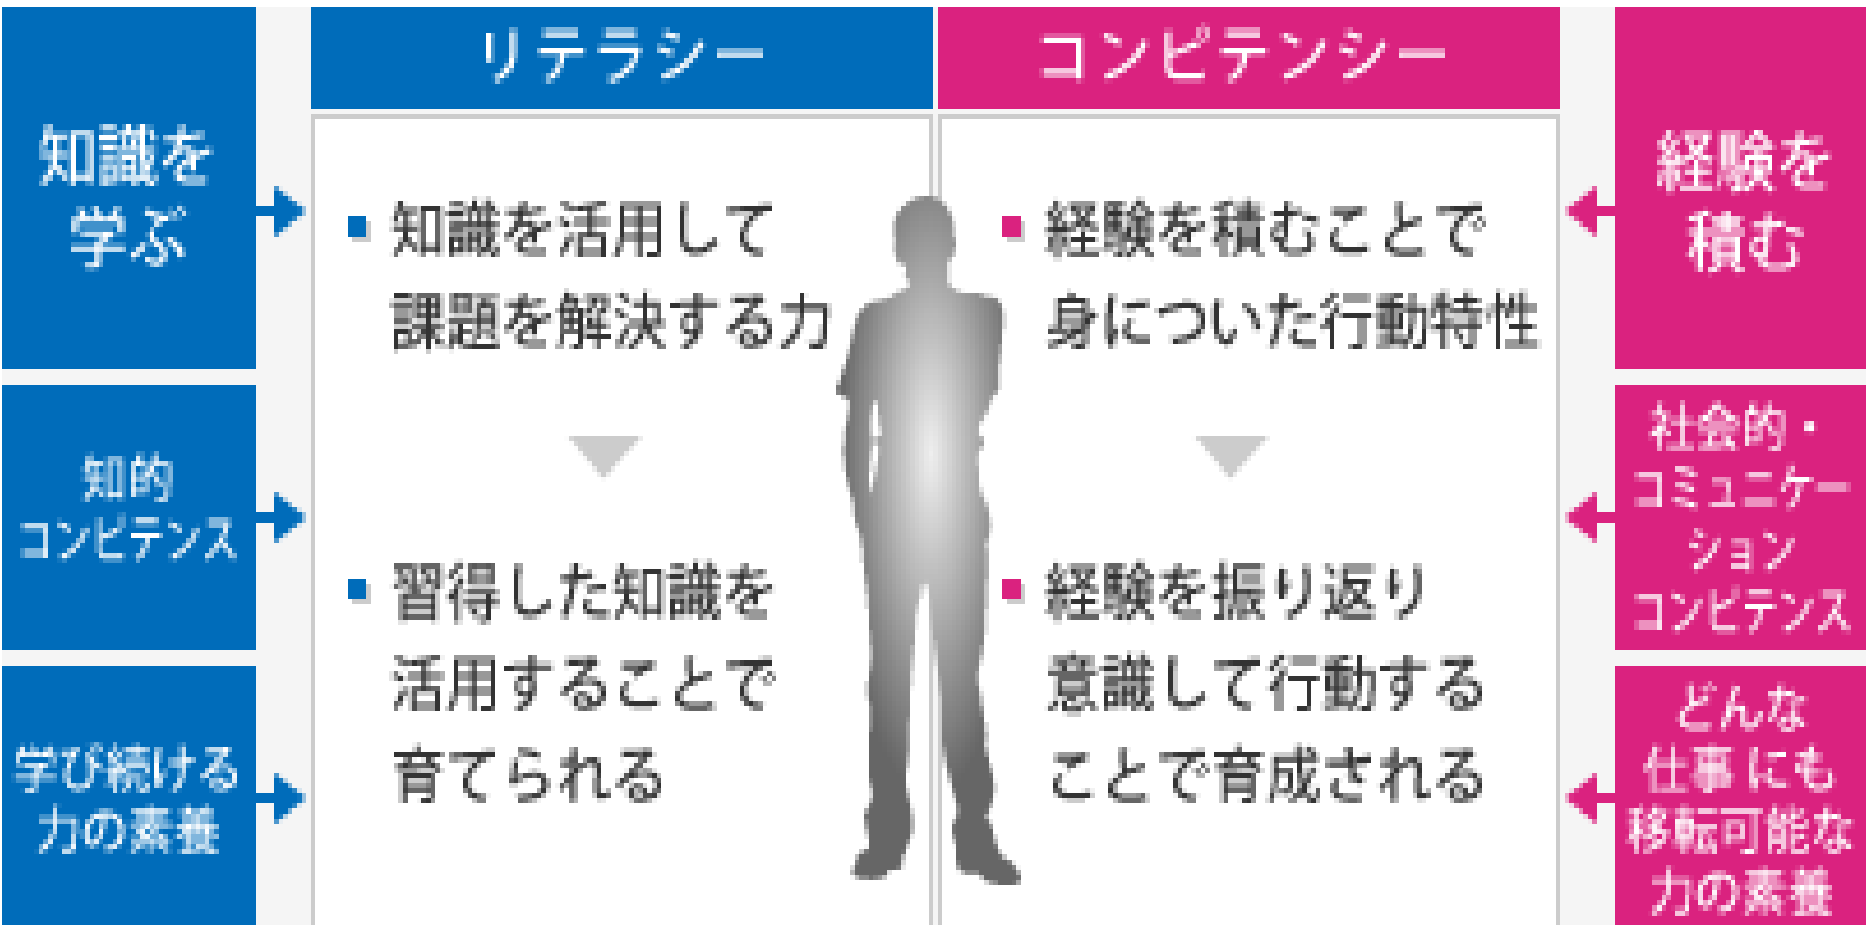 知識を
学ぶ
知的
コンピテンス
学び続ける
力の素養
リテラシー
知識を活用して
課題を解決する力
習得した知識を
活用することで
育てられる
コンピテンシー
経験を積むことで
身についた行動特性
経験を振り返り
意識して行動する
ことで育成される
経験を
積む
社会的・
コミュニケー
ション
コンピテンス
どんな
仕事にも
移転可能な
力の素養